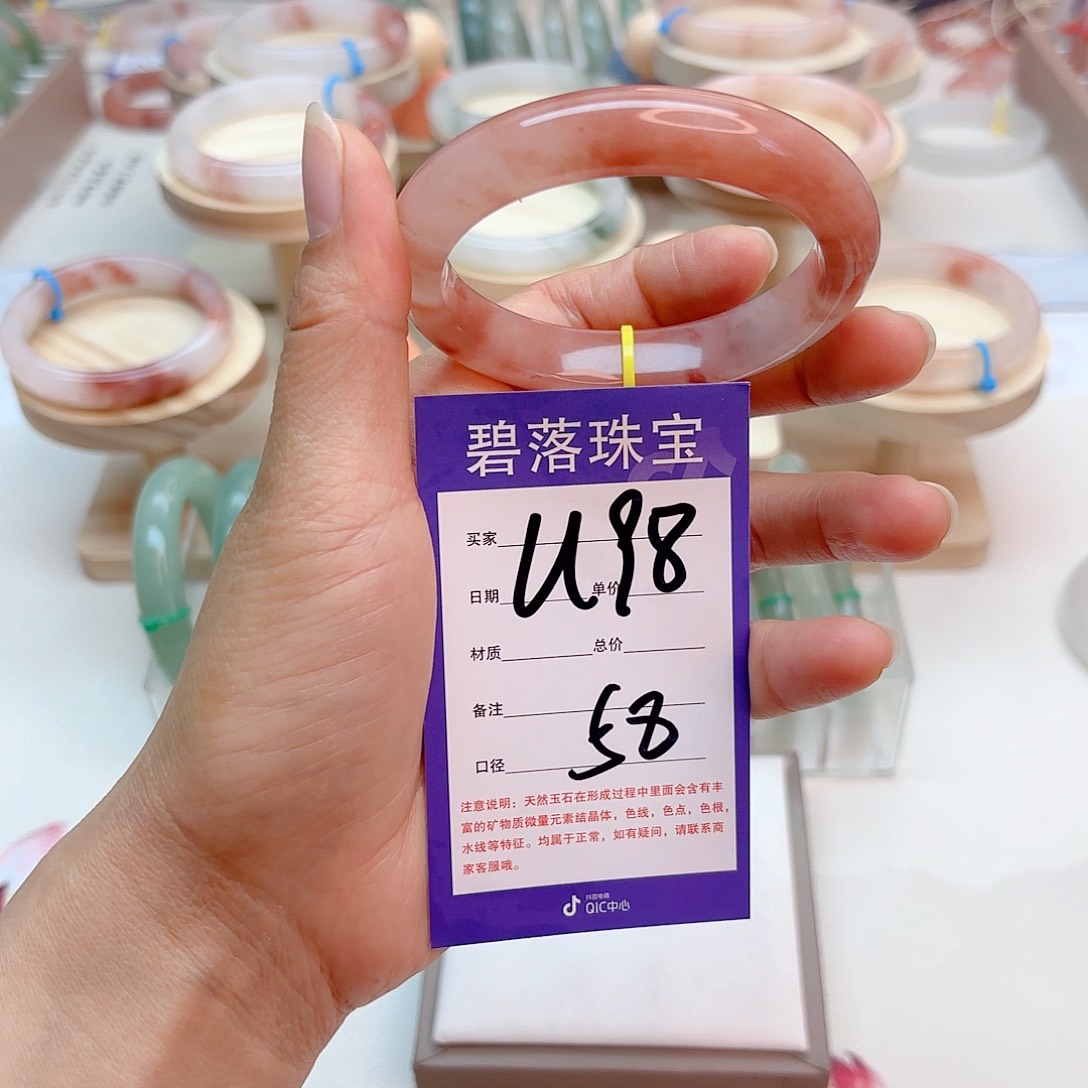 碧落珠宝
买家
U98
日期 单价
材质 总价
备注
58
口径
注意说明：天然玉石在形成过程中里面会含有丰
富的矿物质微量元素结晶体，色线，色点，色根，
水线等特征。均属于正常，如有疑问，请联系商
家客服哦。
抖音电商
QIC中心